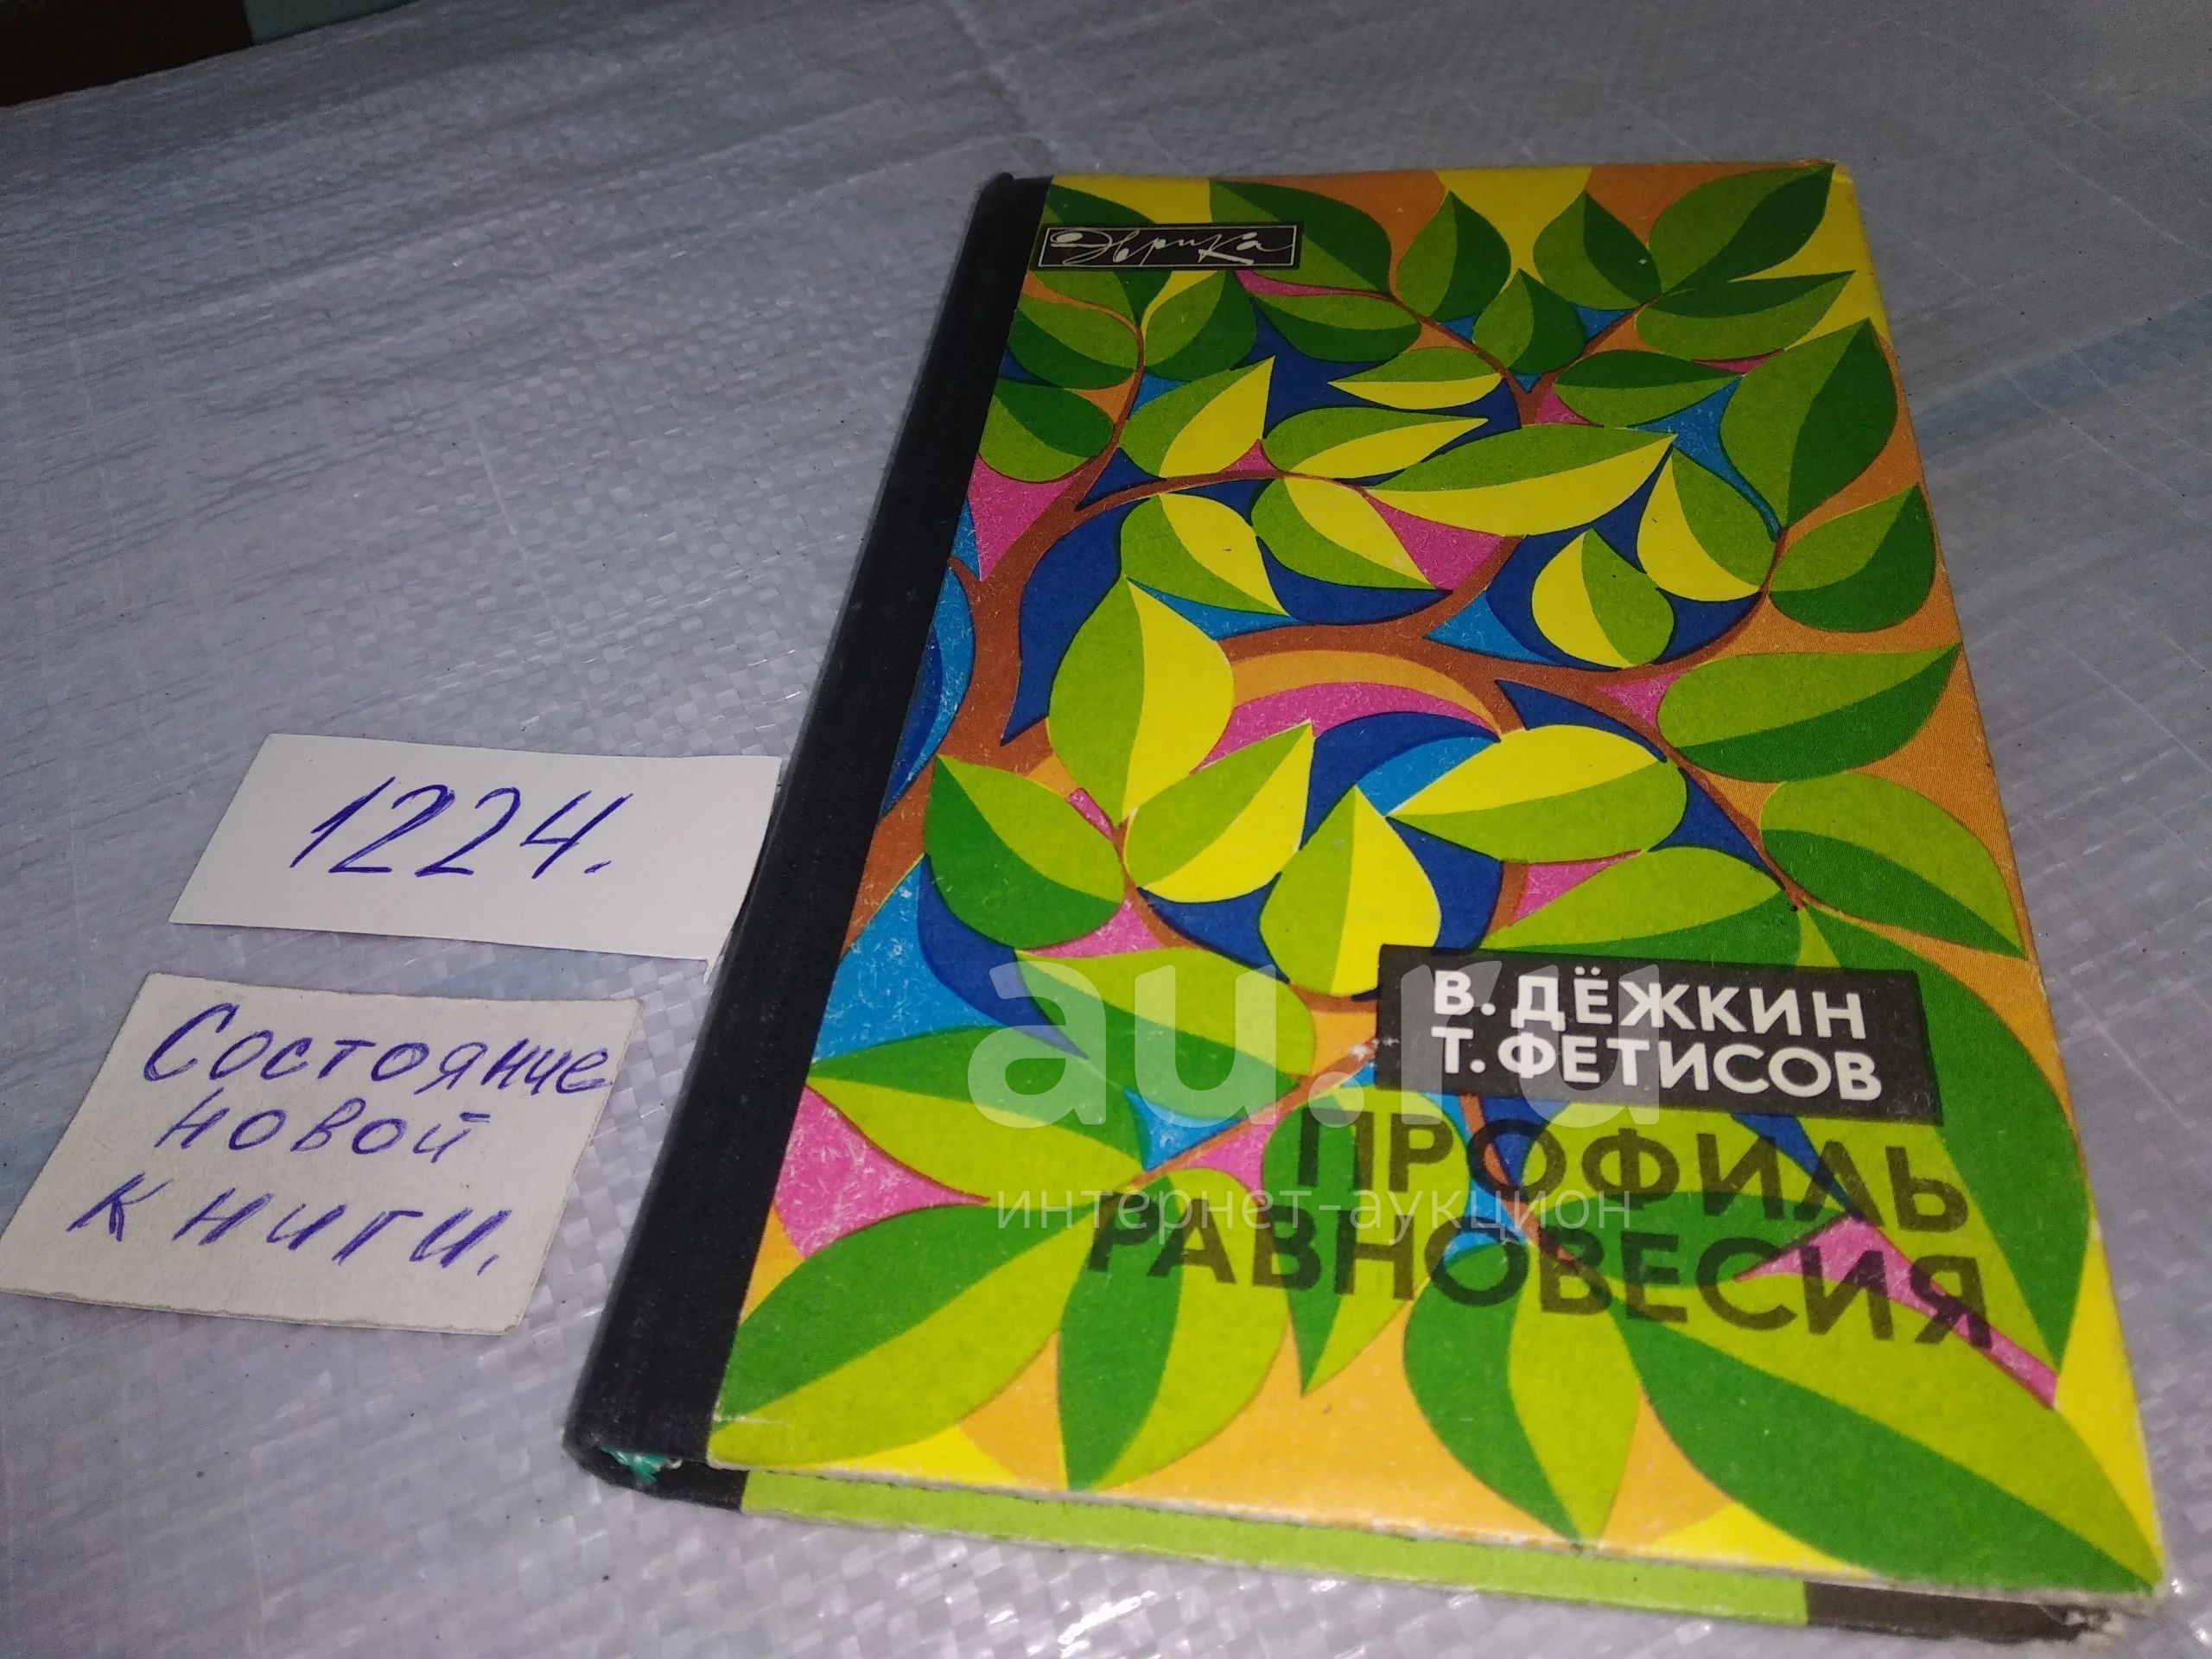 Эврика
1224.
Состояние
новой
книги.
В. ДЁЖКИН
Т. ФЕТИСОВ
ПРОФИЛЬ
РАВНОВЕСИЯ
au.ru
интернет-аукцион